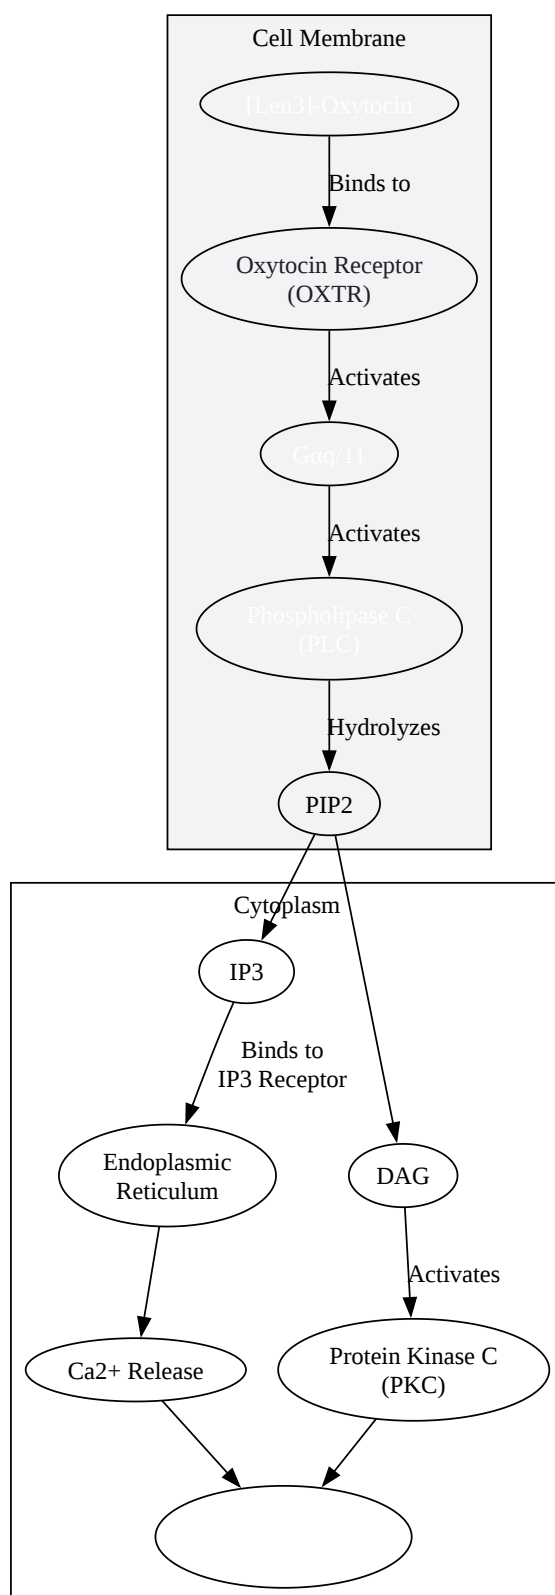 Cell Membrane
[Leu3]-Oxytocin
Binds to
Oxytocin Receptor
(OXTR)
Activates
Gαq/11
Activates
Phospholipase C
(PLC)
Hydrolyzes
PIP2
Cytoplasm
IP3
Binds to
IP3 Receptor
Endoplasmic
Reticulum
DAG
Activates
Ca2+ Release
Protein Kinase C
(PKC)